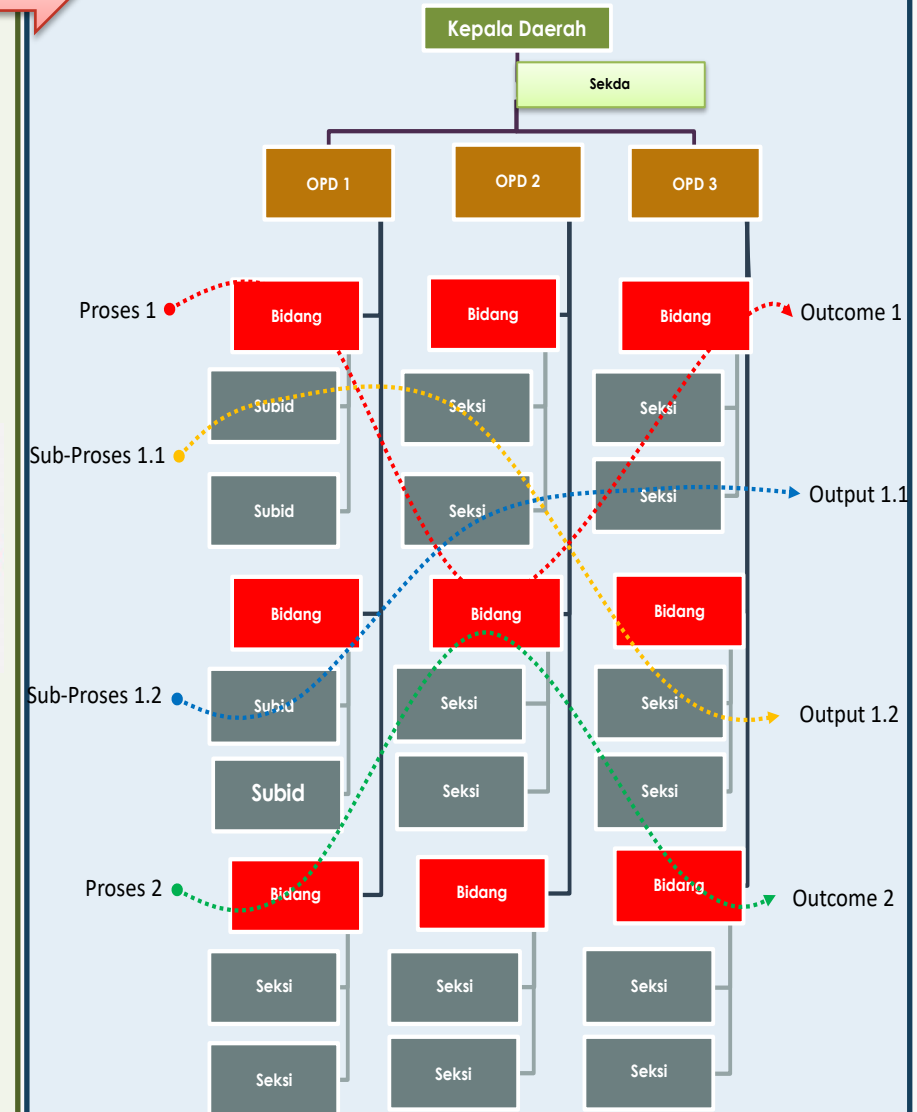 Kepala Daerah
Sekda
OPD 1
OPD 2
OPD 3
Proses 1
Bidang
Bidang
Bidang
Outcome 1
Subid
Seksi
Seksi
Sub-Proses 1.1
Subid
Seksi
Seksi
Output 1.1
Bidang
Bidang
Bidang
Sub-Proses 1.2
Subid
Seksi
Seksi
Output 1.2
Subid
Seksi
Seksi
Proses 2
Bidang
Bidang
Bidang
Outcome 2
Seksi
Seksi
Seksi
Seksi
Seksi
Seksi